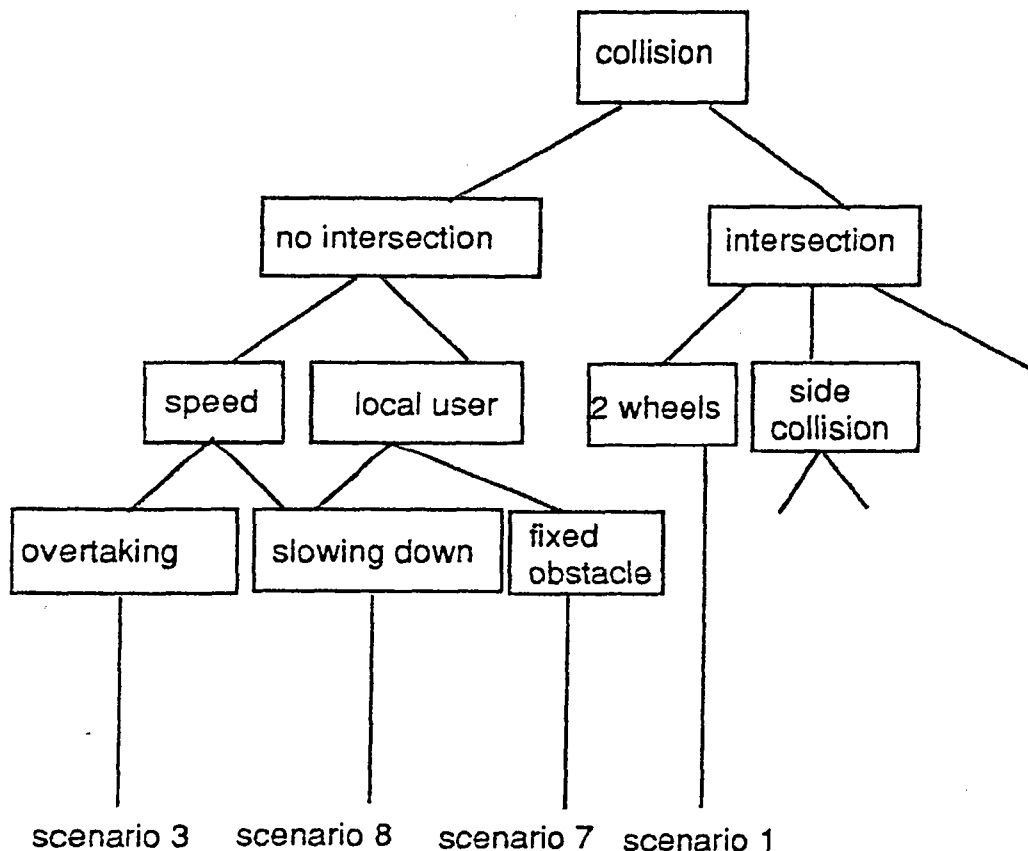 collision
no intersection
intersection
speed
local user
2 wheels
side
collision
overtaking
slowing down
fixed
obstacle
scenario 3
scenario 8
scenario 7
scenario 1